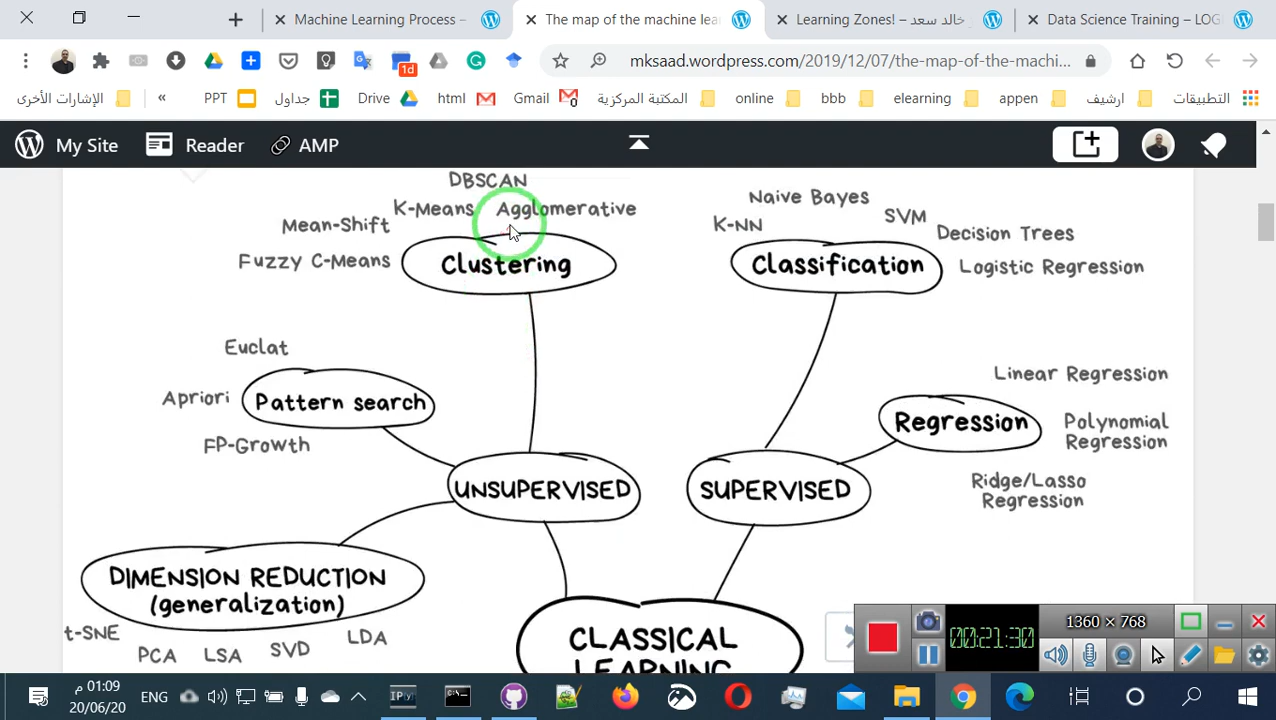 Machine Learning Process –
The map of the machine lea
Learning Zones! – خالد سعد
Data Science Training – LOG
mksaad.wordpress.com/2019/12/07/the-map-of-the-machi...
1d
الإشارات الأخرى
«
PPT
جداول
Drive
html
Gmail
المكتبة المركزية
online
bbb
elearning
appen
ارشيف
التطبيقات
My Site
Reader
AMP
DBSCAN
K-Means
Agglomerative
Mean-Shift
Fuzzy C-Means
Clustering
Naive Bayes
K-NN
SVM
Decision Trees
Logistic Regression
Classification
Euclat
Apriori
Pattern search
FP-Growth
Linear Regression
Regression
Polynomial
Regression
Ridge/Lasso
Regression
UNSUPERVISED
SUPERVISED
DIMENSION REDUCTION
(generalization)
t-SNE
PCA
LSA
SVD
LDA
CLASSICAL
LEARNING
00:21:30
1360 × 768
01:09 م
20/06/20
ENG
IPy